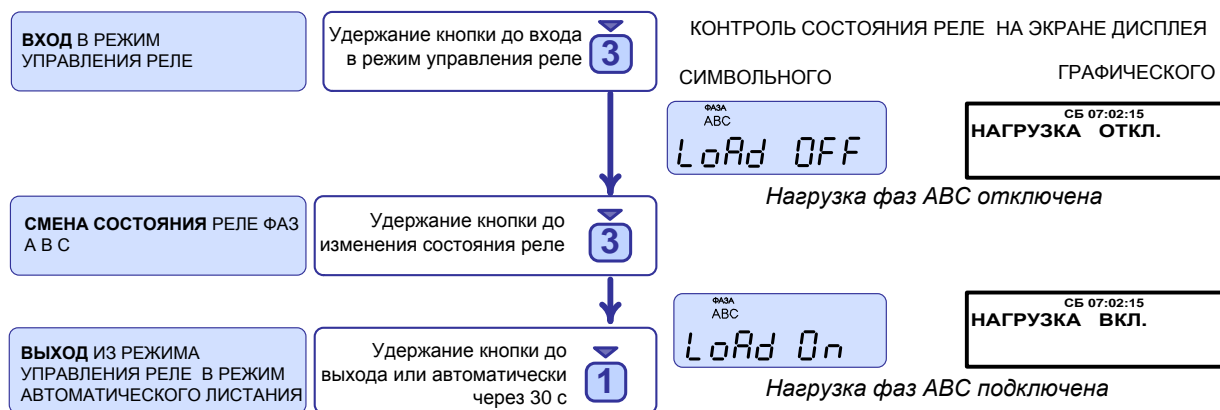 ВХОД В РЕЖИМ
УПРАВЛЕНИЯ РЕЛЕ
Удержание кнопки до входа
в режим управления реле
3
КОНТРОЛЬ СОСТОЯНИЯ РЕЛЕ НА ЭКРАНЕ ДИСПЛЕЯ
СИМВОЛЬНОГО
ГРАФИЧЕСКОГО
ФАЗА
ABC
LoAd OFF
СБ 07:02:15
НАГРУЗКА ОТКЛ.
Нагрузка фаз ABC отключена
СМЕНА СОСТОЯНИЯ РЕЛЕ ФАЗ
A B C
Удержание кнопки до
изменения состояния реле
3
ФАЗА
ABC
LoAd On
СБ 07:02:15
НАГРУЗКА ВКЛ.
Нагрузка фаз ABC подключена
ВЫХОД ИЗ РЕЖИМА
УПРАВЛЕНИЯ РЕЛЕ В РЕЖИМ
АВТОМАТИЧЕСКОГО ЛИСТАНИЯ
Удержание кнопки до
выхода или автоматически
через 30 с
1